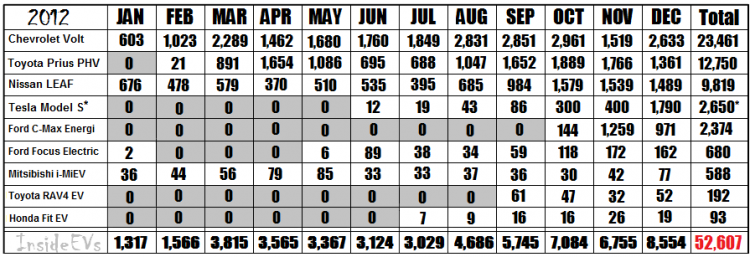 2012 JAN FEB MAR APR MAY JUN JUL AUG SEP OCT NOV DEC Total
Chevrolet Volt 603 1,023 2,289 1,462 1,680 1,760 1,849 2,831 2,851 2,961 1,519 2,633 23,461
Toyota Prius PHV 0 21 891 1,654 1,086 695 688 1,047 1,652 1,889 1,766 1,361 12,750
Nissan LEAF 676 478 579 370 510 535 395 685 984 1,579 1,539 1,489 9,819
Tesla Model S* 0 0 0 0 0 12 19 43 86 300 400 1,790 2,650*
Ford C-Max Energi 0 0 0 0 0 0 0 0 0 144 1,259 971 2,374
Ford Focus Electric 2 0 0 0 6 89 38 34 59 118 172 162 680
Mitsibishi i-MiEV 36 44 56 79 85 33 33 37 36 30 42 77 588
Toyota RAV4 EV 0 0 0 0 0 0 0 0 61 47 32 52 192
Honda Fit EV 0 0 0 0 0 0 7 9 16 16 26 19 93
InsideEVs 1,317 1,566 3,815 3,565 3,367 3,124 3,029 4,686 5,745 7,084 6,755 8,554 52,607